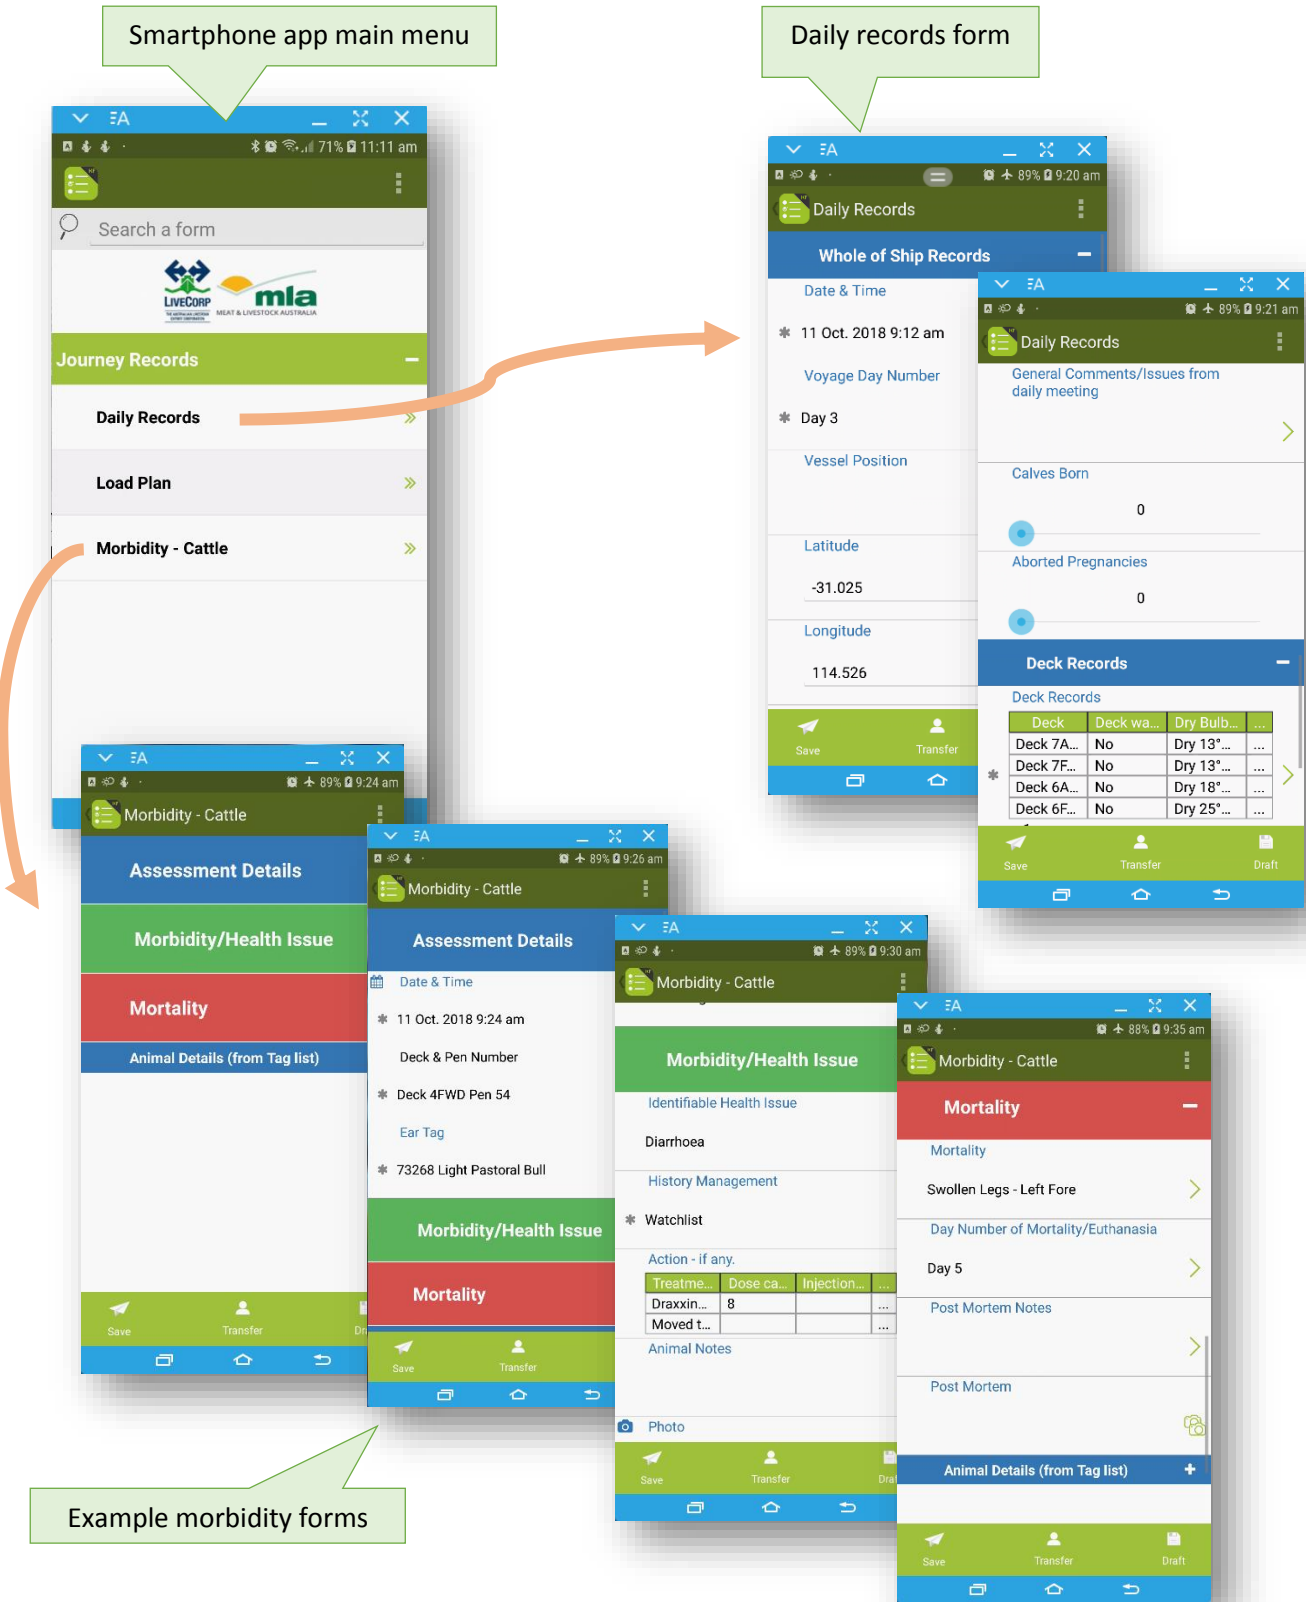 Smartphone app main menu
Daily records form
71% 11:11 am
Search a form
LIVECORP
mla
MEAT & LIVESTOCK AUSTRALIA
Journey Records
Daily Records
Load Plan
Morbidity - Cattle
89% 9:20 am
Daily Records
Whole of Ship Records
Date & Time
11 Oct. 2018 9:12 am
Voyage Day Number
Day 3
Vessel Position
Latitude
-31.025
Longitude
114.526
Save
Transfer
89% 9:21 am
Daily Records
General Comments/Issues from
daily meeting
Calves Born
0
Aborted Pregnancies
0
Deck Records
Deck Records
Deck Deck wa... Dry Bulb... ...
Deck 7A... No Dry 13°... ...
Deck 7F... No Dry 13°... ...
Deck 6A... No Dry 18°... ...
Deck 6F... No Dry 25°... ...
Save Transfer Draft
89% 9:24 am
Morbidity - Cattle
Assessment Details
Morbidity/Health Issue
Mortality
Animal Details (from Tag list)
Save Transfer Dr
89% 9:26 am
Morbidity - Cattle
Assessment Details
Date & Time
11 Oct. 2018 9:24 am
Deck & Pen Number
Deck 4FWD Pen 54
Ear Tag
73268 Light Pastoral Bull
Morbidity/Health Issue
Mortality
Save Transfer
89% 9:30 am
Morbidity - Cattle
Morbidity/Health Issue
Identifiable Health Issue
Diarrhoea
History Management
Watchlist
Action - if any.
Treatme... Dose ca... Injection... ...
Draxxin... 8 ...
Moved t... ...
Animal Notes
Photo
Save Transfer Draf
88% 9:35 am
Morbidity - Cattle
Mortality
Mortality
Swollen Legs - Left Fore
Day Number of Mortality/Euthanasia
Day 5
Post Mortem Notes
Post Mortem
Animal Details (from Tag list)
Save Transfer Draft
Example morbidity forms